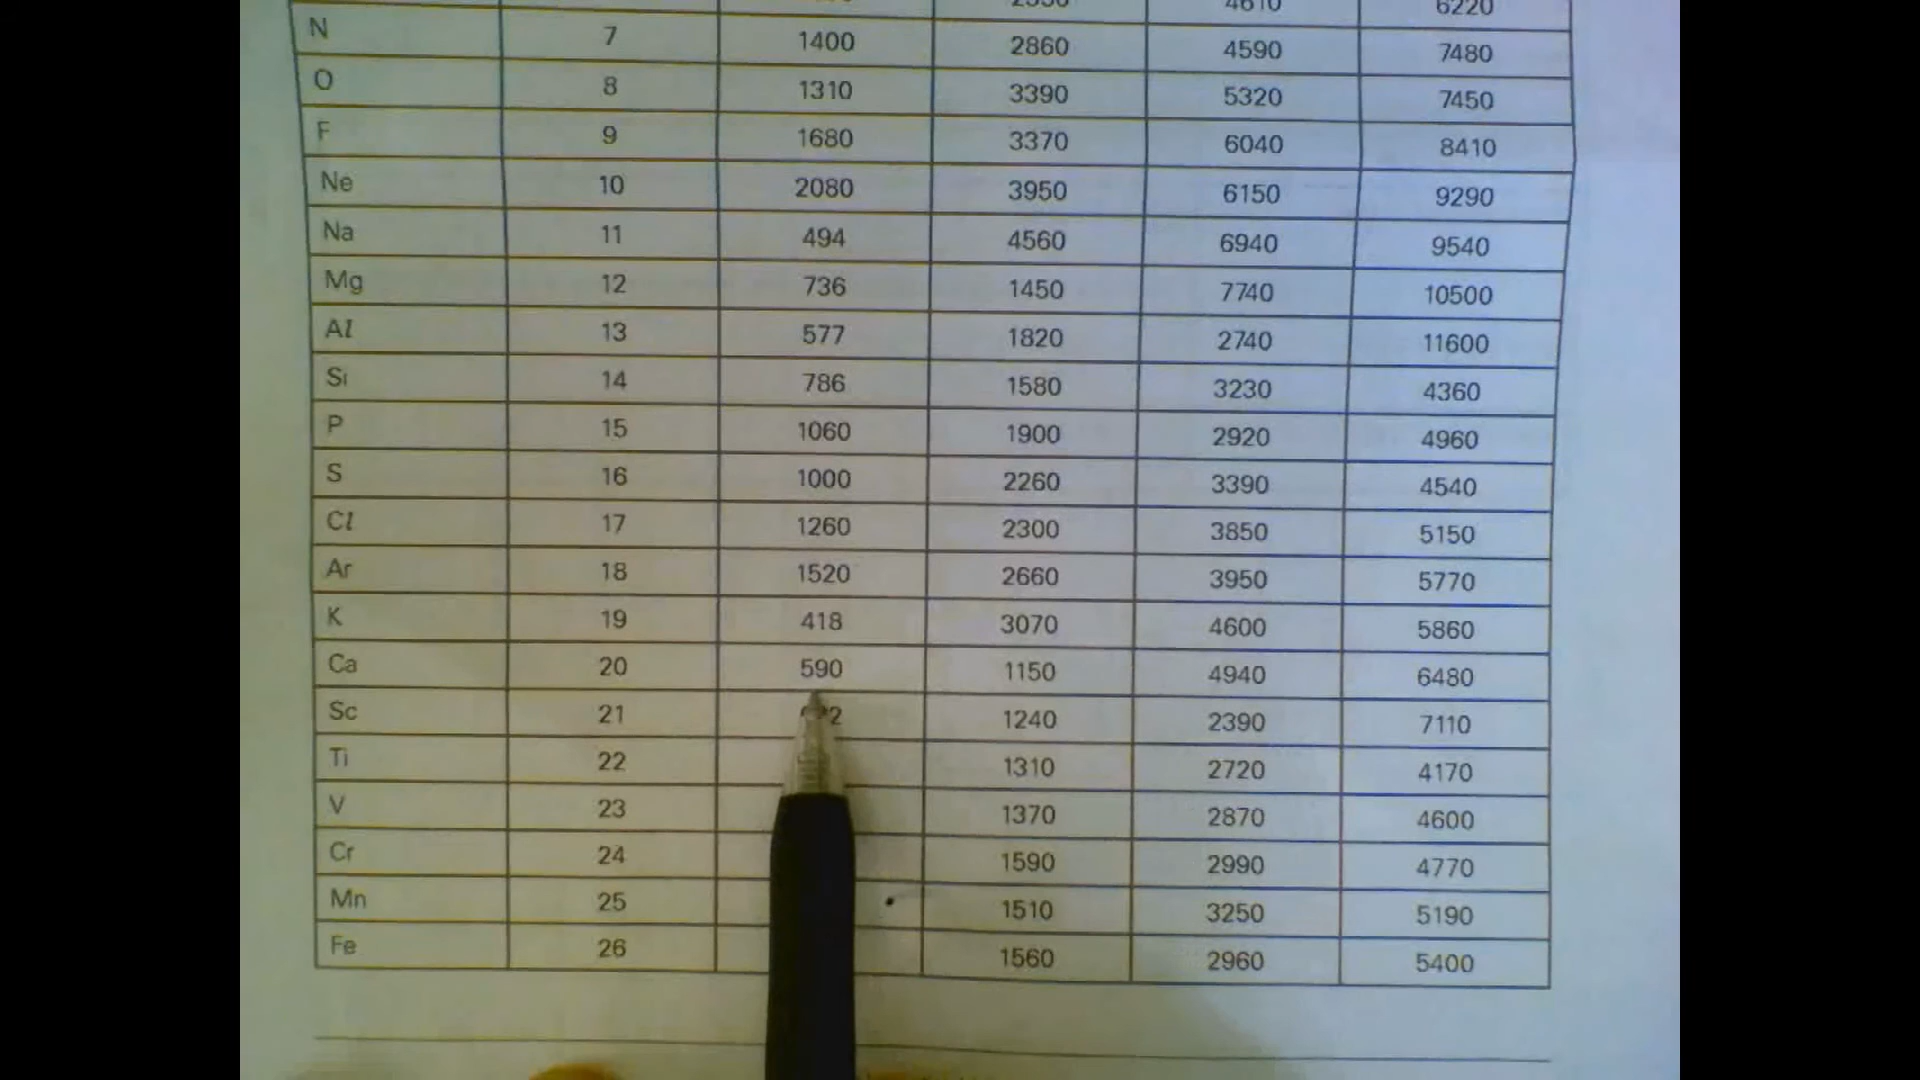 4610 6220
N 7 1400 2860 4590 7480
O 8 1310 3390 5320 7450
F 9 1680 3370 6040 8410
Ne 10 2080 3950 6150 9290
Na 11 494 4560 6940 9540
Mg 12 736 1450 7740 10500
Al 13 577 1820 2740 11600
Si 14 786 1580 3230 4360
P 15 1060 1900 2920 4960
S 16 1000 2260 3390 4540
Cl 17 1260 2300 3850 5150
Ar 18 1520 2660 3950 5770
K 19 418 3070 4600 5860
Ca 20 590 1150 4940 6480
Sc 21 1240 2390 7110
Ti 22 1310 2720 4170
V 23 1370 2870 4600
Cr 24 1590 2990 4770
Mn 25 1510 3250 5190
Fe 26 1560 2960 5400